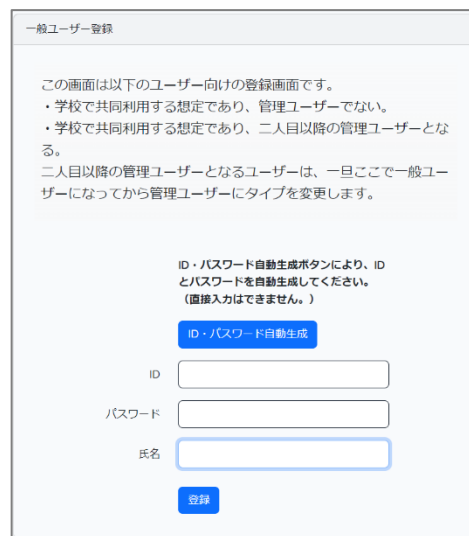 一般ユーザー登録
この画面は以下のユーザー向けの登録画面です。
・学校で共同利用する想定であり、管理ユーザーでない。
・学校で共同利用する想定であり、二人目以降の管理ユーザーとな
る。
二人目以降の管理ユーザーとなるユーザーは、一旦ここで一般ユー
ザーになってから管理ユーザーにタイプを変更します。
ID・パスワード自動生成ボタンにより、ID
とパスワードを自動生成してください。
（直接入力はできません。）
ID・パスワード自動生成
ID
パスワード
氏名
登録